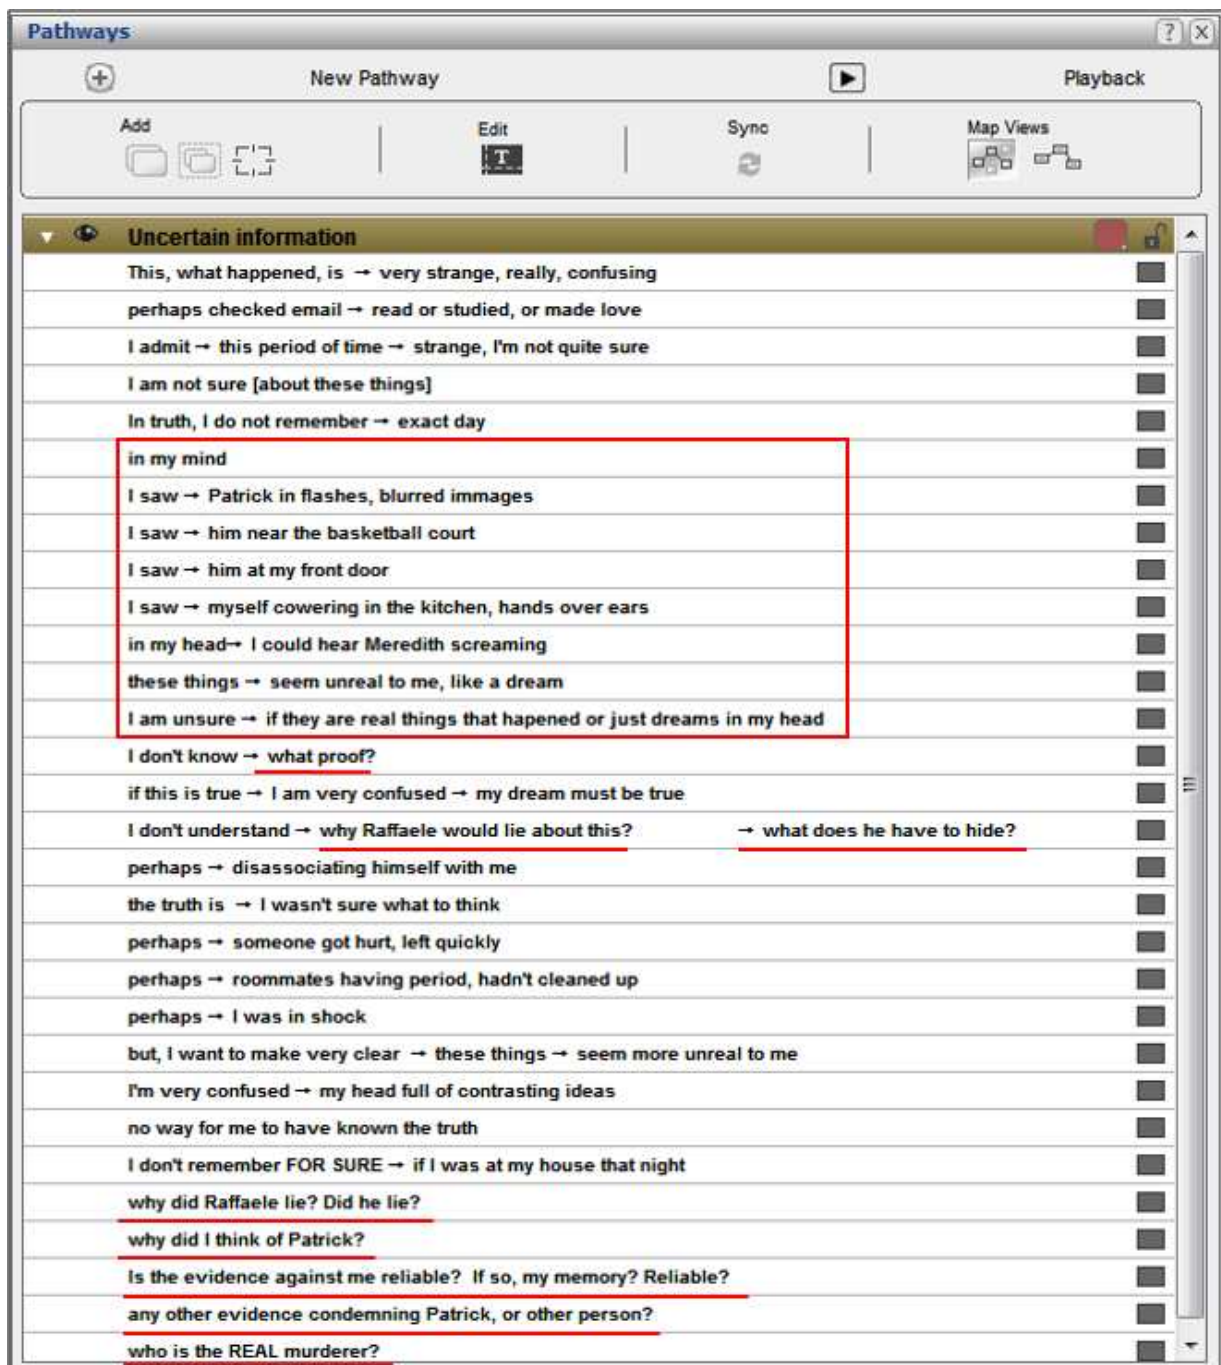 Pathways
New Pathway Playback
Add Edit Sync Map Views
T
Uncertain information
This, what happened, is → very strange, really, confusing
perhaps checked email → read or studied, or made love
I admit → this period of time → strange, I'm not quite sure
I am not sure [about these things]
In truth, I do not remember → exact day
in my mind
I saw → Patrick in flashes, blurred immages
I saw → him near the basketball court
I saw → him at my front door
I saw → myself cowering in the kitchen, hands over ears
in my head→ I could hear Meredith screaming
these things → seem unreal to me, like a dream
I am unsure → if they are real things that hapened or just dreams in my head
I don't know → what proof?
if this is true → I am very confused → my dream must be true
I don't understand → why Raffaele would lie about this? → what does he have to hide?
perhaps → disassociating himself with me
the truth is → I wasn't sure what to think
perhaps → someone got hurt, left quickly
perhaps → roommates having period, hadn't cleaned up
perhaps → I was in shock
but, I want to make very clear → these things → seem more unreal to me
I'm very confused → my head full of contrasting ideas
no way for me to have known the truth
I don't remember FOR SURE → if I was at my house that night
why did Raffaele lie? Did he lie?
why did I think of Patrick?
Is the evidence against me reliable? If so, my memory? Reliable?
any other evidence condemning Patrick, or other person?
who is the REAL murderer?